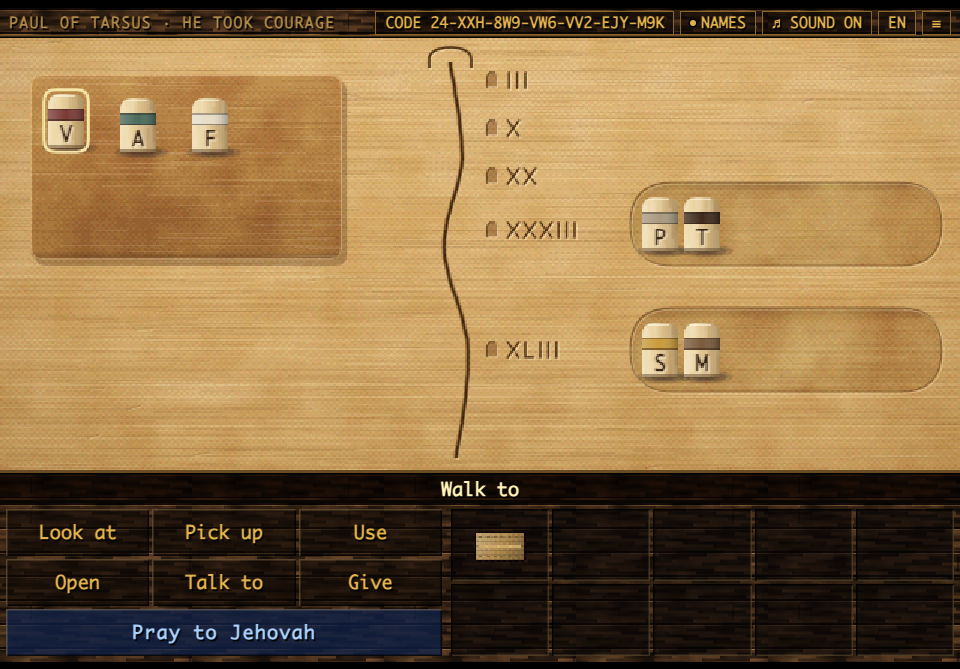 PAUL OF TARSUS · HE TOOK COURAGE
CODE 24-XXH-8W9-VW6-VV2-EJY-M9K
NAMES
SOUND ON
EN
V A F
III
X
XX
XXXIII
P T
XLIII
S M
Walk to
Look at Pick up Use
Open Talk to Give
Pray to Jehovah